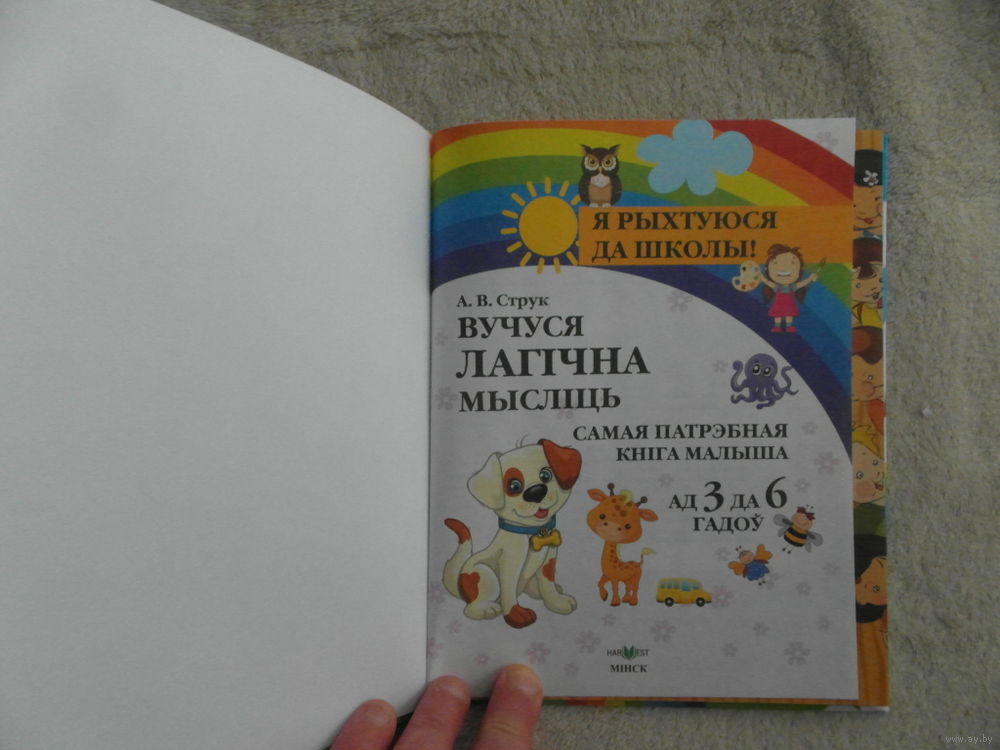 Я РЫХТУЮСЯ
ДА ШКОЛЫ!
А. В. Струк
ВУЧУСЯ
ЛАГІЧНА
МЫСЛІЦЬ
САМАЯ ПАТРЭБНАЯ
КНІГА МАЛЫША
АД 3 ДА 6
ГАДОЎ
HARVEST
МІНСК
www.ay.by